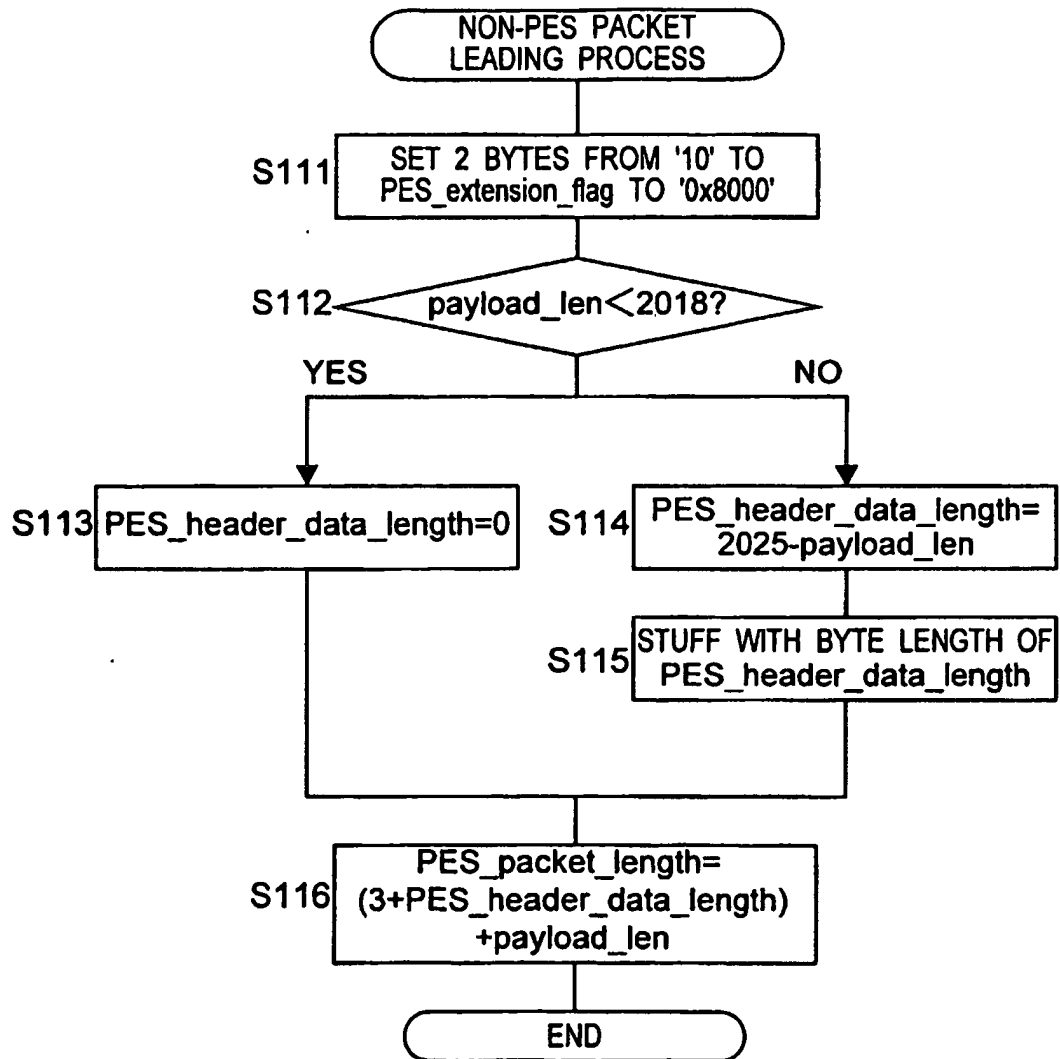 NON-PES PACKET
LEADING PROCESS
S111
SET 2 BYTES FROM '10' TO
PES_extension_flag TO '0x8000'
S112
payload_len<2018?
YES
NO
S113
PES_header_data_length=0
S114
PES_header_data_length=
2025-payload_len
S115
STUFF WITH BYTE LENGTH OF
PES_header_data_length
S116
PES_packet_length=
(3+PES_header_data_length)
+payload_len
END